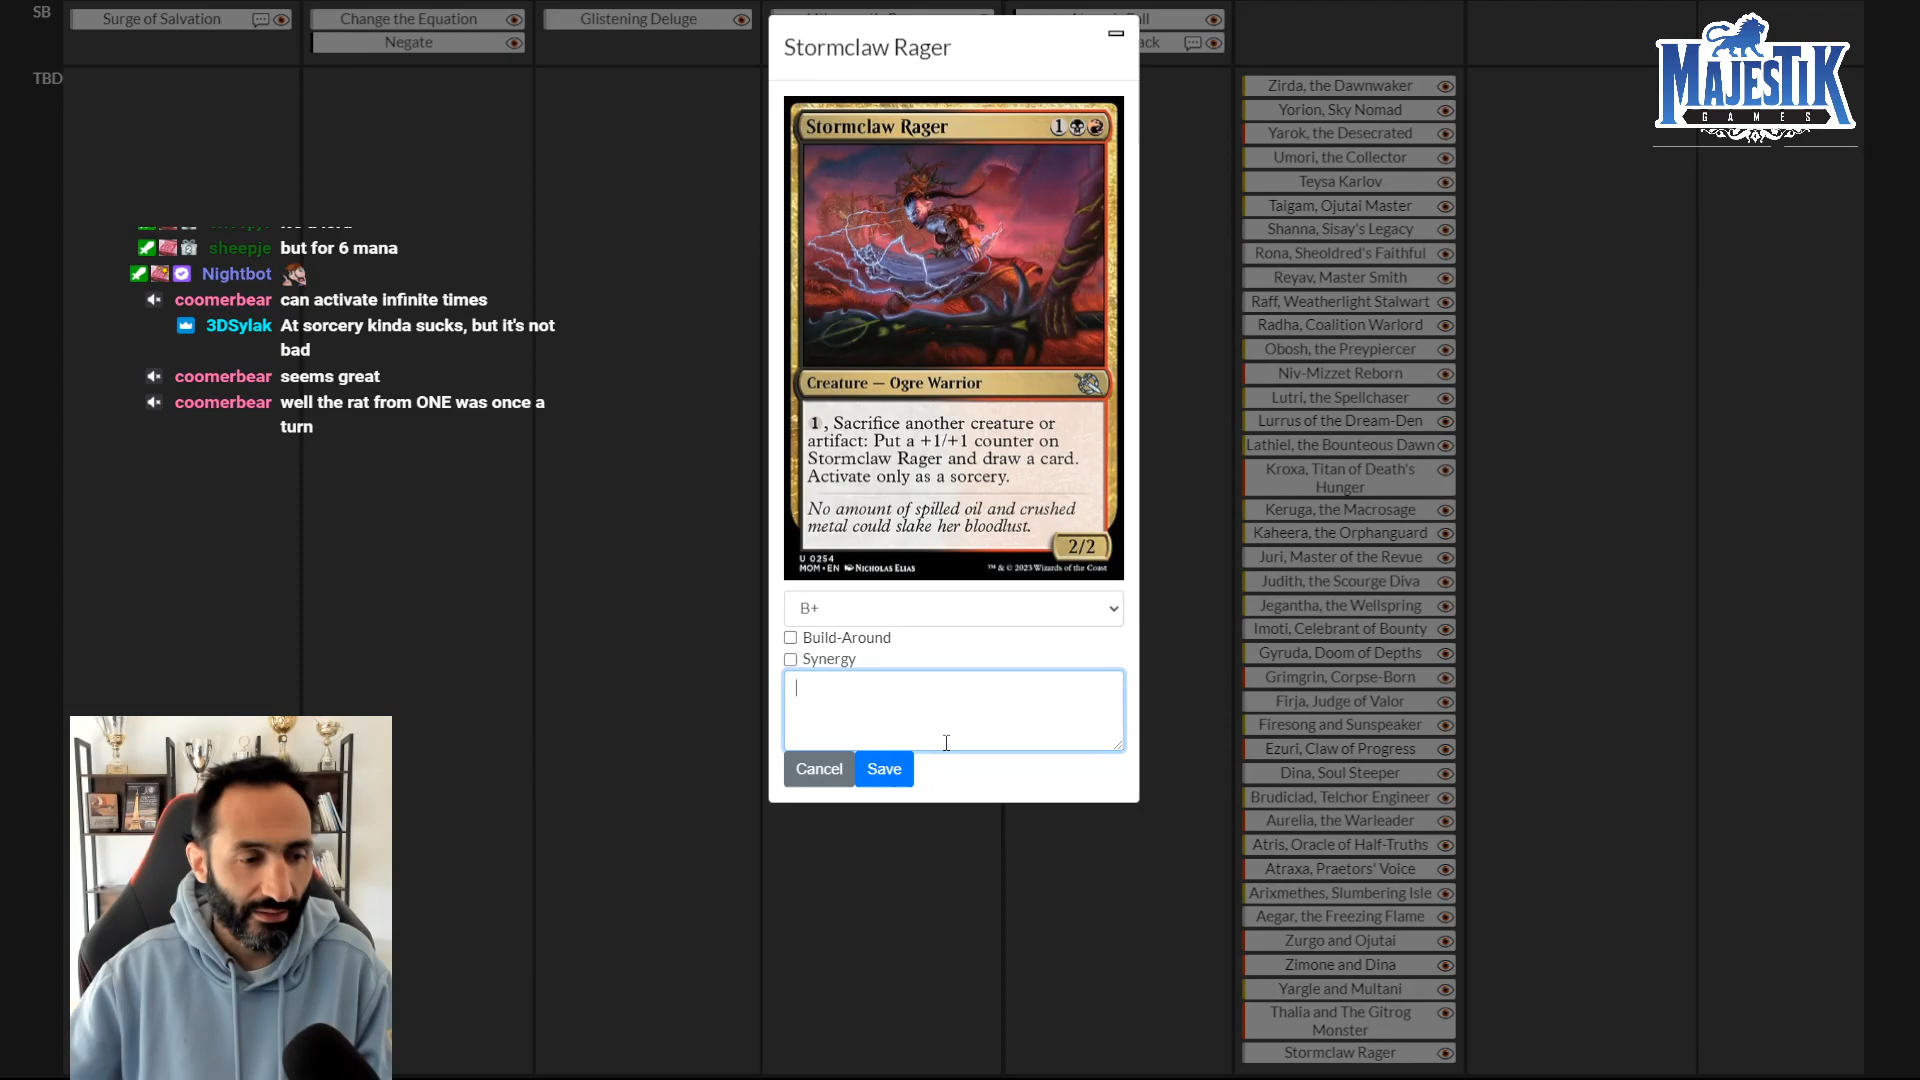 SB
Surge of Salvation
Change the Equation
Glistening Deluge
Negate
TBD
sheepje but for 6 mana
Nightbot
coomerbear can activate infinite times
3DSylak At sorcery kinda sucks, but it's not
bad
coomerbear seems great
coomerbear well the rat from ONE was once a
turn
Stormclaw Rager
Stormclaw Rager 1
Creature — Ogre Warrior
1, Sacrifice another creature or
artifact: Put a +1/+1 counter on
Stormclaw Rager and draw a card.
Activate only as a sorcery.
No amount of spilled oil and crushed
metal could slake her bloodlust.
2/2
U 0254
MOM • EN Nicholas Elias
™ & © 2023 Wizards of the Coast
B+
Build-Around
Synergy
Cancel
Save
Zirda, the Dawnwaker
Yorion, Sky Nomad
Yarok, the Desecrated
Umori, the Collector
Teysa Karlov
Taigam, Ojutai Master
Shanna, Sisay's Legacy
Rona, Sheoldred's Faithful
Reyav, Master Smith
Raff, Weatherlight Stalwart
Radha, Coalition Warlord
Obosh, the Preypiercer
Niv-Mizzet Reborn
Lutri, the Spellchaser
Lurrus of the Dream-Den
Lathiel, the Bounteous Dawn
Kroxa, Titan of Death's
Hunger
Keruga, the Macrosage
Kaheera, the Orphanguard
Juri, Master of the Revue
Judith, the Scourge Diva
Jegantha, the Wellspring
Imoti, Celebrant of Bounty
Gyruda, Doom of Depths
Grimgrin, Corpse-Born
Firja, Judge of Valor
Firesong and Sunspeaker
Ezuri, Claw of Progress
Dina, Soul Steeper
Brudiclad, Telchor Engineer
Aurelia, the Warleader
Atris, Oracle of Half-Truths
Atraxa, Praetors' Voice
Arixmethes, Slumbering Isle
Aegar, the Freezing Flame
Zurgo and Ojutai
Zimone and Dina
Yargle and Multani
Thalia and The Gitrog
Monster
Stormclaw Rager
MAJESTIK
GAMES